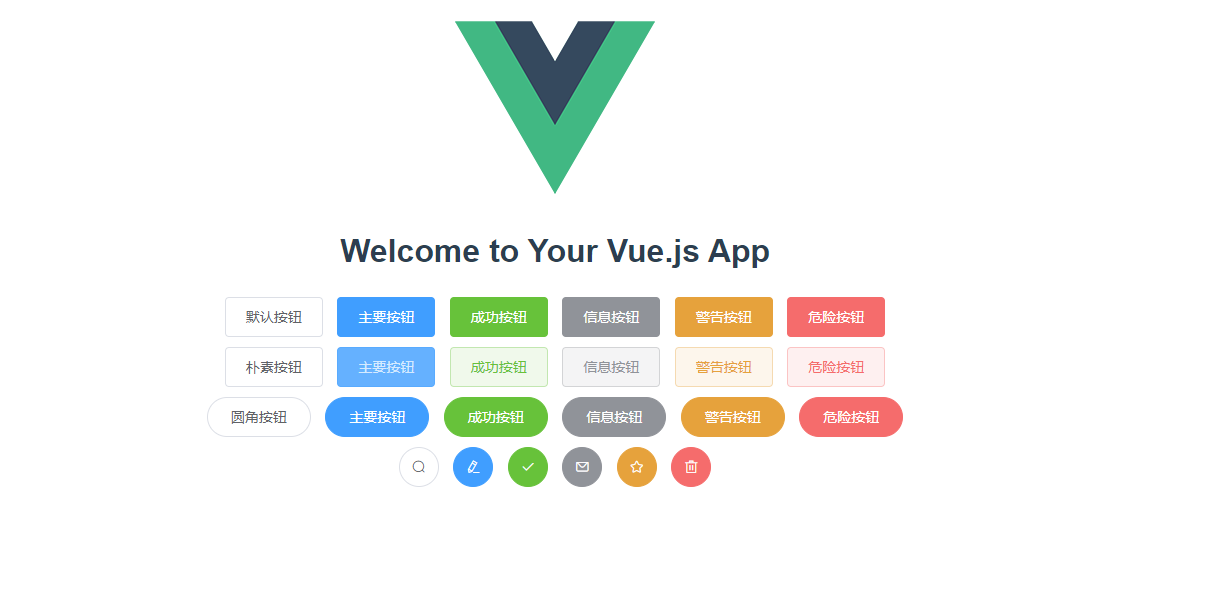 Welcome to Your Vue.js App
默认按钮 主要按钮 成功按钮 信息按钮 警告按钮 危险按钮
朴素按钮 主要按钮 成功按钮 信息按钮 警告按钮 危险按钮
圆角按钮 主要按钮 成功按钮 信息按钮 警告按钮 危险按钮